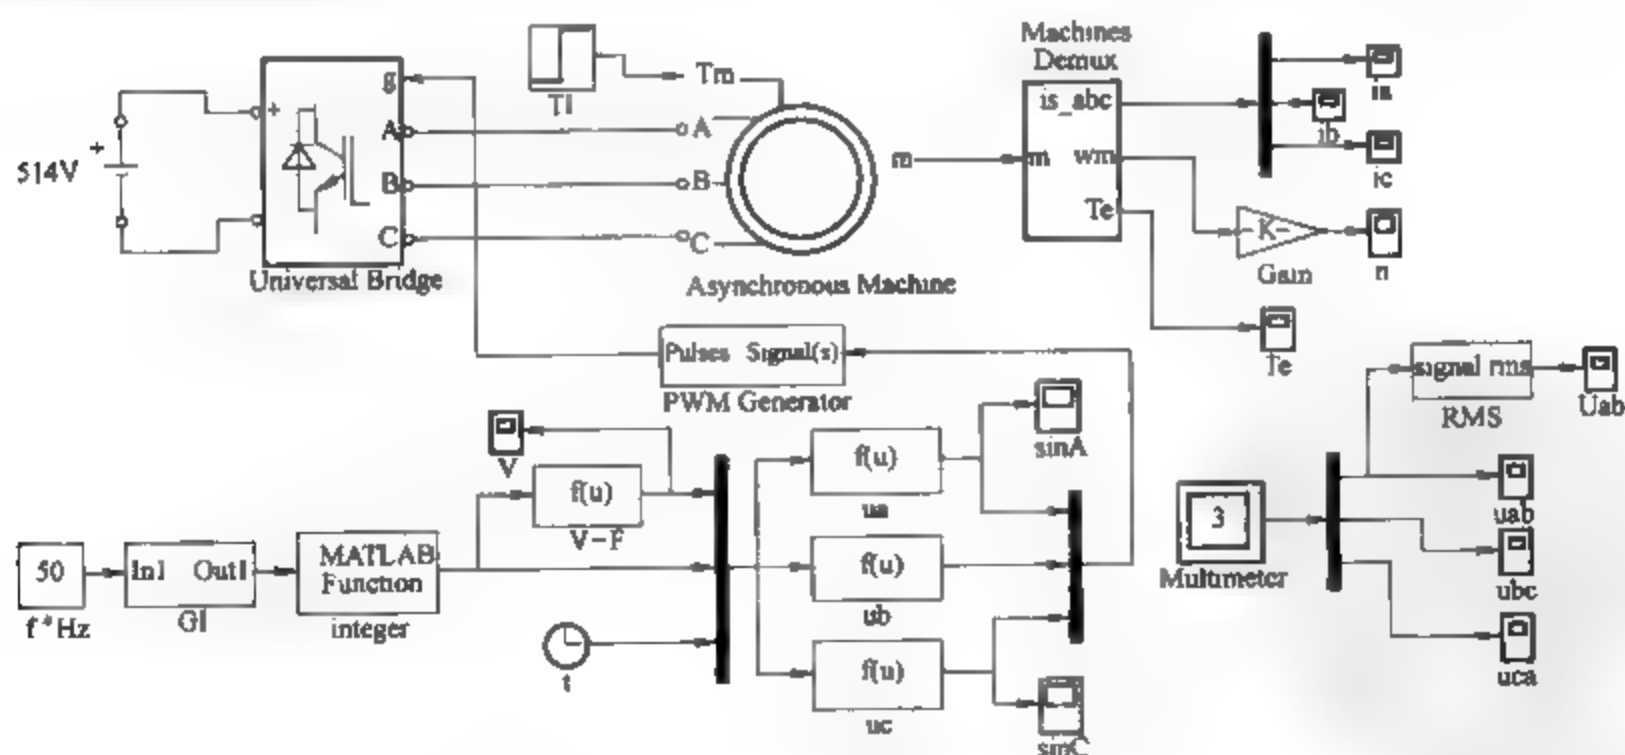 Machines
Demux
g
Tm
TI
is_abc
ia
+
A
A
ib
+
514V
m
m
wm
B
B
ic
Te
C
C
-K-
Universal Bridge
Asynchronous Machine
Gain
n
Pulses Signal(s)
PWM Generator
Te
signal rms
RMS
Uab
V
f(u)
sinA
f(u)
ua
V-F
3
uab
50
In1 Out1
MATLAB
Function
f(u)
Multimeter
ubc
f*Hz
GI
integer
ub
t
f(u)
uc
uca
sinC